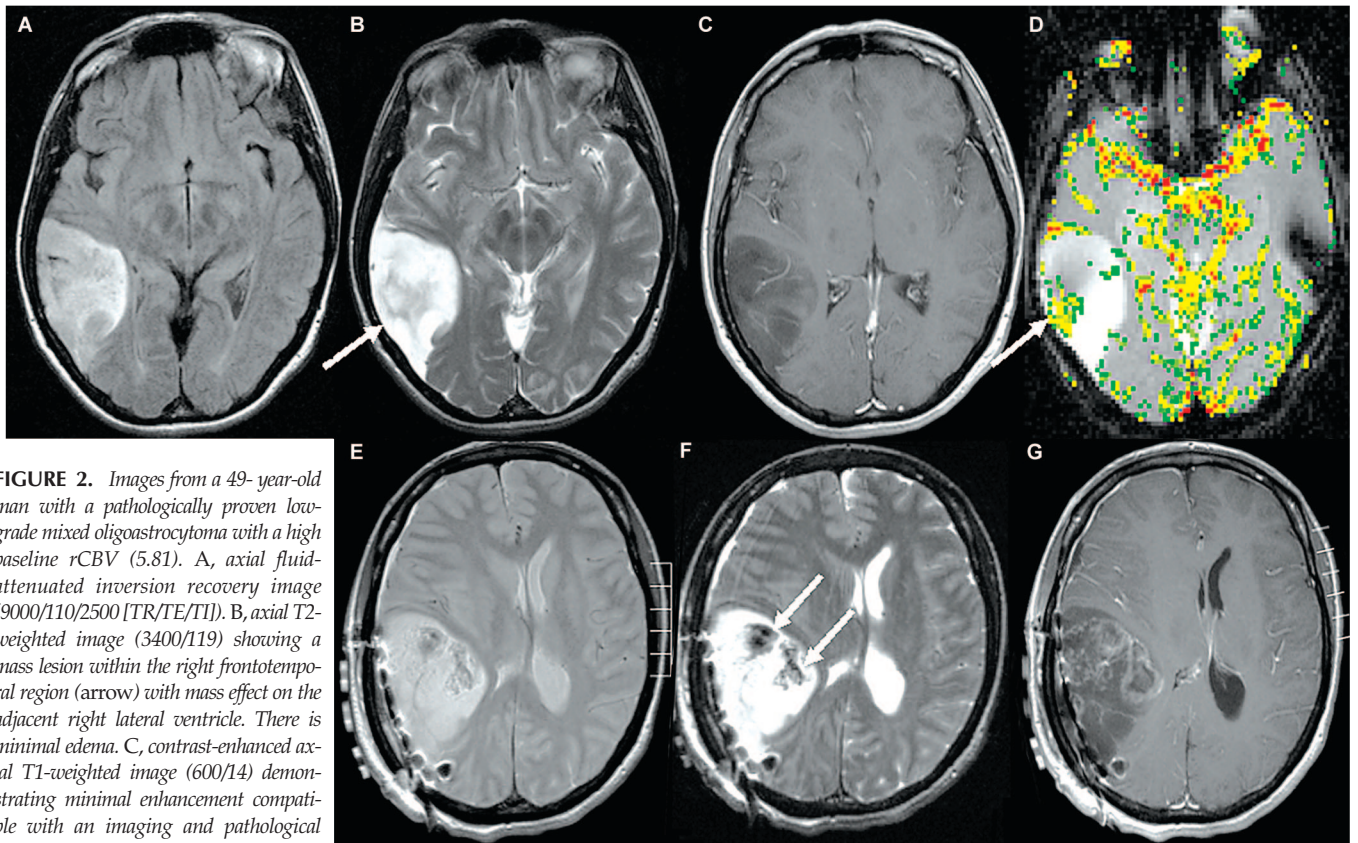 A
B
C
D
E
F
G
FIGURE 2. Images from a 49- year-old
man with a pathologically proven low-
grade mixed oligoastrocytoma with a high
baseline rCBV (5.81). A, axial fluid-
attenuated inversion recovery image
(9000/110/2500 [TR/TE/TI]). B, axial T2-
weighted image (3400/119) showing a
mass lesion within the right frontotempo-
ral region (arrow) with mass effect on the
adjacent right lateral ventricle. There is
minimal edema. C, contrast-enhanced ax-
ial T1-weighted image (600/14) demon-
strating minimal enhancement compati-
ble with an imaging and pathological